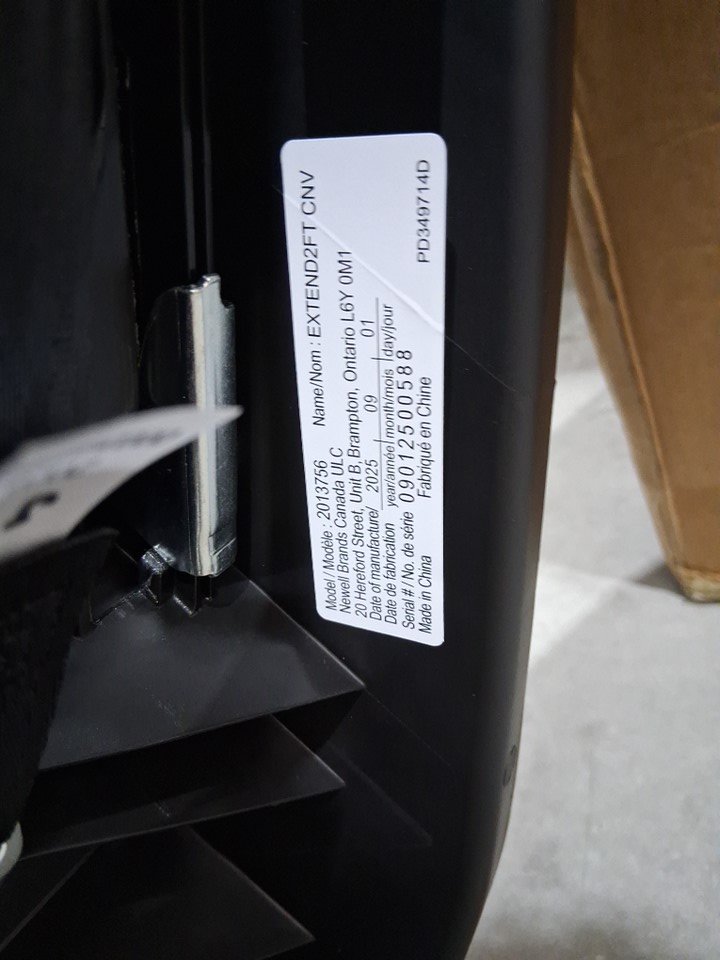 Model / Modèle : 2013756 Name/Nom : EXTEND2FT CNV
Newell Brands Canada ULC
20 Hereford Street, Unit B, Brampton, Ontario L6Y 0M1
Date of manufacture/ 2025 09 01
Date de fabrication year/année month/mois day/jour
Serial # / No. de série 09012500588
Made in China Fabriqué en Chine PD349714D